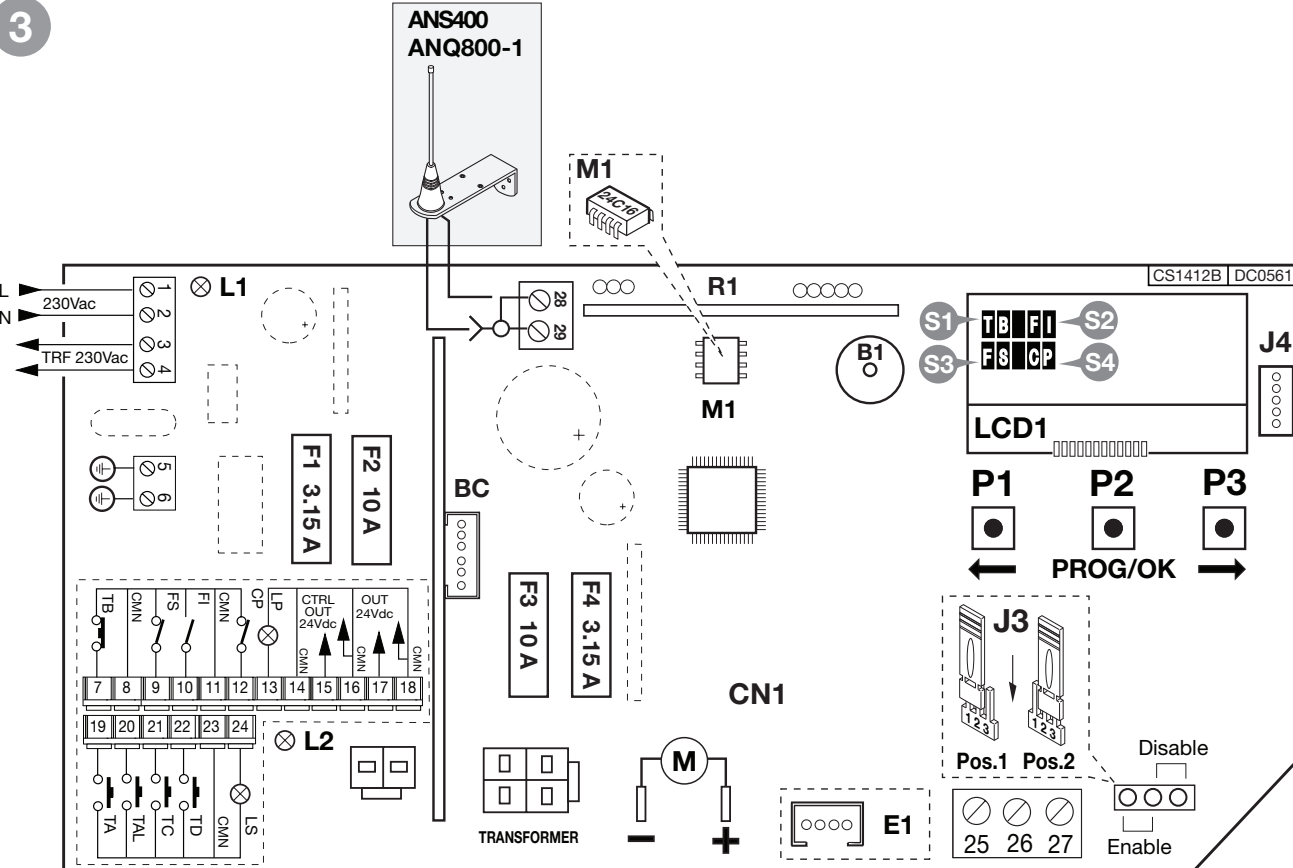 3
ANS400
ANQ800-1
M1
24C16
CS1412B DC0561
L
N
230Vac
TRF 230Vac
1
2
3
4
L1
28
29
R1
B1
M1
S1 TB FI S2
S3 FS CP S4
LCD1
J4
5
6
F1 3.15 A
F2 10 A
BC
P1 P2 P3
PROG/OK
F3 10 A
F4 3.15 A
CN1
TB CMN FS FI CMN CP LP
CTRL
OUT
24Vdc
CMN
OUT
24Vdc
CMN
CMN
7 8 9 10 11 12 13 14 15 16 17 18
19 20 21 22 23 24
L2
TA TAL TC TD CMN LS
TRANSFORMER
M
E1
J3
1 2 3
1 2 3
Pos.1 Pos.2
25 26 27
Disable
Enable